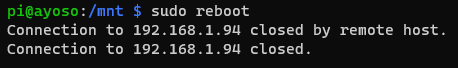 pi@ayoso:/mnt $ sudo reboot
Connection to 192.168.1.94 closed by remote host.
Connection to 192.168.1.94 closed.